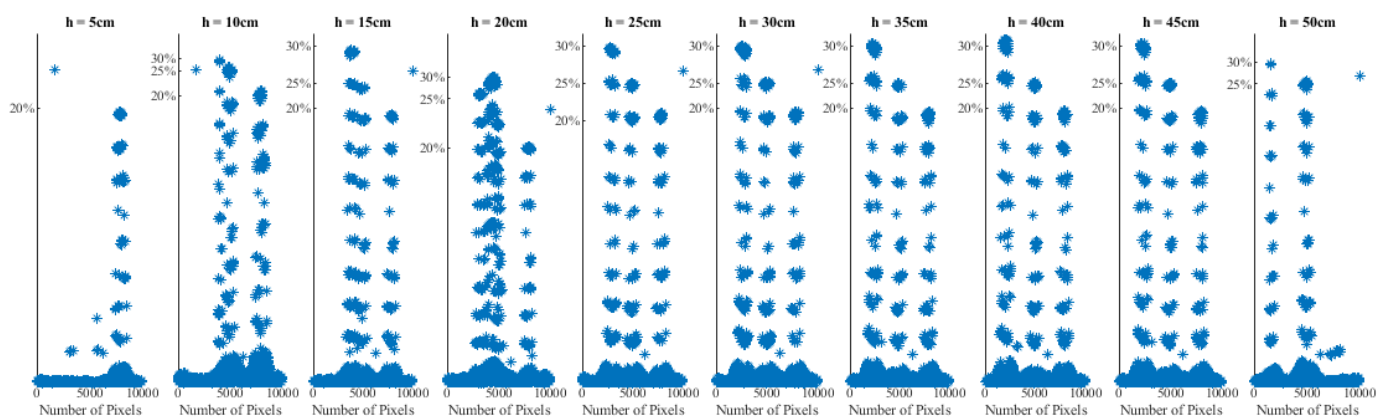 h = 5cm h = 10cm h = 15cm h = 20cm h = 25cm h = 30cm h = 35cm h = 40cm h = 45cm h = 50cm
30% 30% 30% 30% 30% 30% 30%
30% 30%
25% 25% 25% 25% 25% 25% 25% 25%
30%
25%
20% 20% 20% 20% 20% 20% 20%
20%
20%
20%
0 5000 10000 0 5000 10000 0 5000 10000 0 5000 10000 0 5000 10000 0 5000 10000 0 5000 10000 0 5000 10000 0 5000 10000 0 5000 10000
Number of Pixels Number of Pixels Number of Pixels Number of Pixels Number of Pixels Number of Pixels Number of Pixels Number of Pixels Number of Pixels Number of Pixels